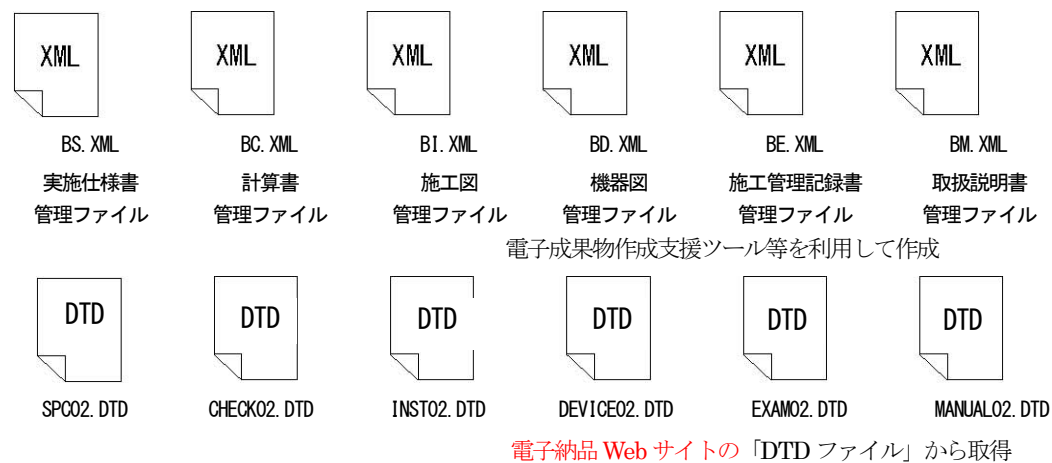 XML XML XML XML XML XML
BS.XML BC.XML BI.XML BD.XML BE.XML BM.XML
実施仕様書 計算書 施工図 機器図 施工管理記録書 取扱説明書
管理ファイル 管理ファイル 管理ファイル 管理ファイル 管理ファイル 管理ファイル
電子成果物作成支援ツール等を利用して作成
DTD DTD DTD DTD DTD DTD
SPC02.DTD CHECK02.DTD INST02.DTD DEVICE02.DTD EXAM02.DTD MANUAL02.DTD
電子納品 Web サイトの「DTD ファイル」から取得